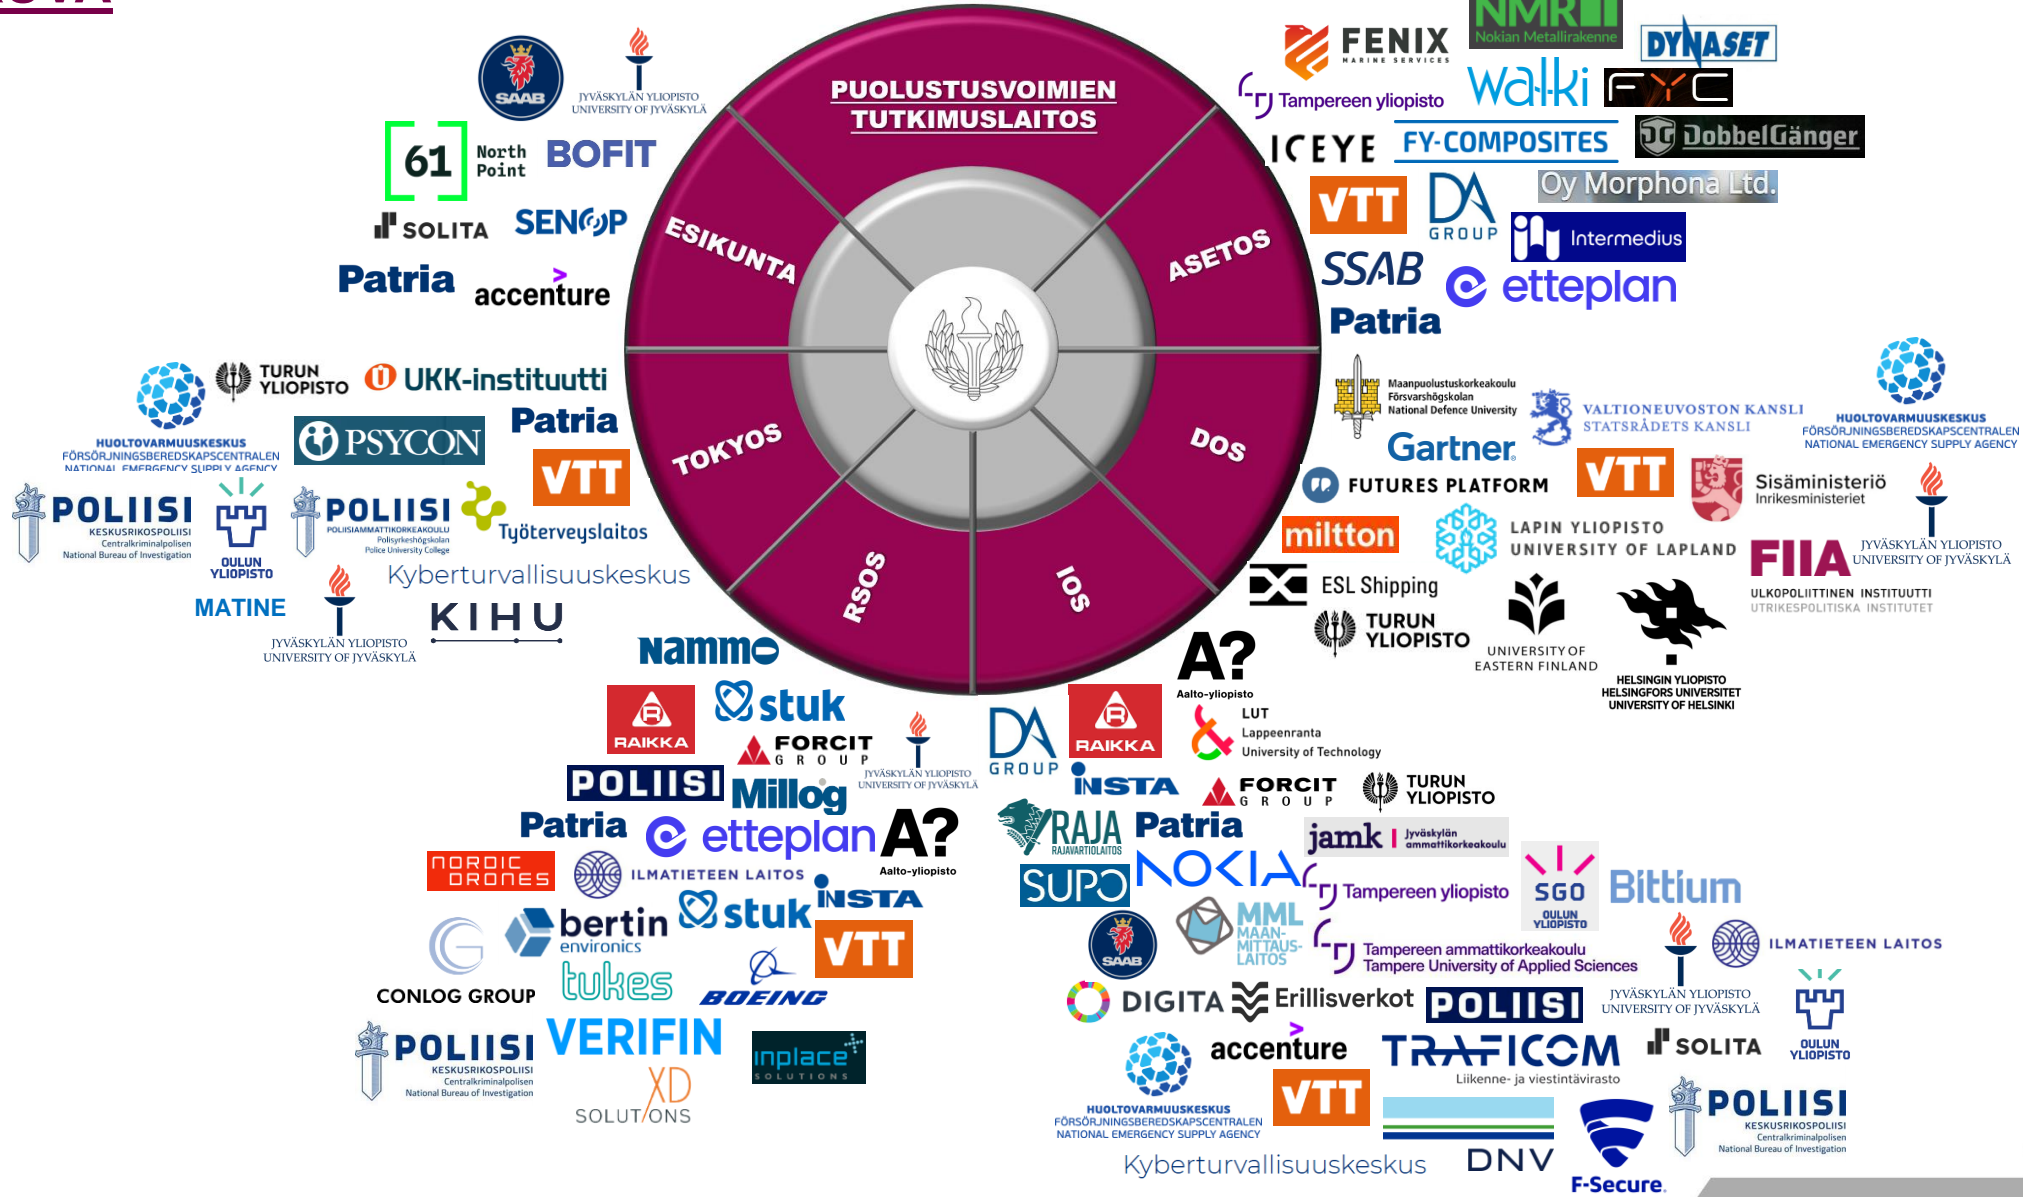 PUOLUSTUSVOIMIEN
TUTKIMUSLAITOS
ESIKUNTA
ASETOS
TOKYOS
DOS
RSOS
IOS
SAAB
JYVÄSKYLÄN YLIOPISTO
UNIVERSITY OF JYVÄSKYLÄ
61 North
Point
BOFIT
SOLITA
SENOP
Patria
accenture
FENIX
MARINE SERVICES
NMR
Nokian Metallirakenne
DYNASET
Tampereen yliopisto
walki
FYC
ICEYE
FY-COMPOSITES
DobbelGänger
VTT
DA
GROUP
Oy Morphona Ltd.
Intermedius
SSAB
etteplan
Patria
HUOLTOVARMUUSKESKUS
FÖRSÖRJNINGSBEREDSKAPSCENTRALEN
NATIONAL EMERGENCY SUPPLY AGENCY
TURUN
YLIOPISTO
UKK-instituutti
PSYCON
Patria
VTT
POLIISI
KESKUSRIKOSPOLIISI
Centralkriminalpolisen
National Bureau of Investigation
OULUN
YLIOPISTO
POLIISI
POLIISIAMMATTIKORKEAKOULU
Polisyrkeshögskolan
Police University College
Työterveyslaitos
Kyberturvallisuuskeskus
MATINE
JYVÄSKYLÄN YLIOPISTO
UNIVERSITY OF JYVÄSKYLÄ
KIHU
Maanpuolustuskorkeakoulu
Försvarshögskolan
National Defence University
VALTIONEUVOSTON KANSLI
STATSRÅDETS KANSLI
HUOLTOVARMUUSKESKUS
FÖRSÖRJNINGSBEREDSKAPSCENTRALEN
NATIONAL EMERGENCY SUPPLY AGENCY
Gartner
FUTURES PLATFORM
VTT
Sisäministeriö
Inrikesministeriet
miltton
LAPIN YLIOPISTO
UNIVERSITY OF LAPLAND
FIIA
ULKOPOLIITTINEN INSTITUUTTI
UTRIKESPOLITISKA INSTITUTET
JYVÄSKYLÄN YLIOPISTO
UNIVERSITY OF JYVÄSKYLÄ
ESL Shipping
TURUN
YLIOPISTO
UNIVERSITY OF
EASTERN FINLAND
HELSINGIN YLIOPISTO
HELSINGFORS UNIVERSITET
UNIVERSITY OF HELSINKI
Nammo
RAIKKA
stuk
FORCIT
GROUP
JYVÄSKYLÄN YLIOPISTO
UNIVERSITY OF JYVÄSKYLÄ
POLIISI
Millog
Patria
etteplan
A?
Aalto-yliopisto
NORDIC
DRONES
ILMATIETEEN LAITOS
INSTA
bertin
environics
stuk
VTT
CONLOG GROUP
tukes
BOEING
POLIISI
KESKUSRIKOSPOLIISI
Centralkriminalpolisen
National Bureau of Investigation
VERIFIN
inplace
SOLUTIONS
XD
SOLUTIONS
A?
Aalto-yliopisto
DA
GROUP
RAIKKA
LUT
Lappeenranta
University of Technology
INSTA
FORCIT
GROUP
TURUN
YLIOPISTO
RAJA
RAJAVARTIOLAITOS
Patria
jamk | Jyväskylän
ammattikorkeakoulu
SUPO
NOKIA
Tampereen yliopisto
SGO
OULUN
YLIOPISTO
Bittium
SAAB
MML
MAAN-
MITTAUS-
LAITOS
Tampereen ammattikorkeakoulu
Tampere University of Applied Sciences
JYVÄSKYLÄN YLIOPISTO
UNIVERSITY OF JYVÄSKYLÄ
ILMATIETEEN LAITOS
DIGITA
Erillisverkot
POLIISI
OULUN
YLIOPISTO
HUOLTOVARMUUSKESKUS
FÖRSÖRJNINGSBEREDSKAPSCENTRALEN
NATIONAL EMERGENCY SUPPLY AGENCY
accenture
TRAFICOM
Liikenne- ja viestintävirasto
SOLITA
VTT
DNV
F-Secure.
POLIISI
KESKUSRIKOSPOLIISI
Centralkriminalpolisen
National Bureau of Investigation
Kyberturvallisuuskeskus